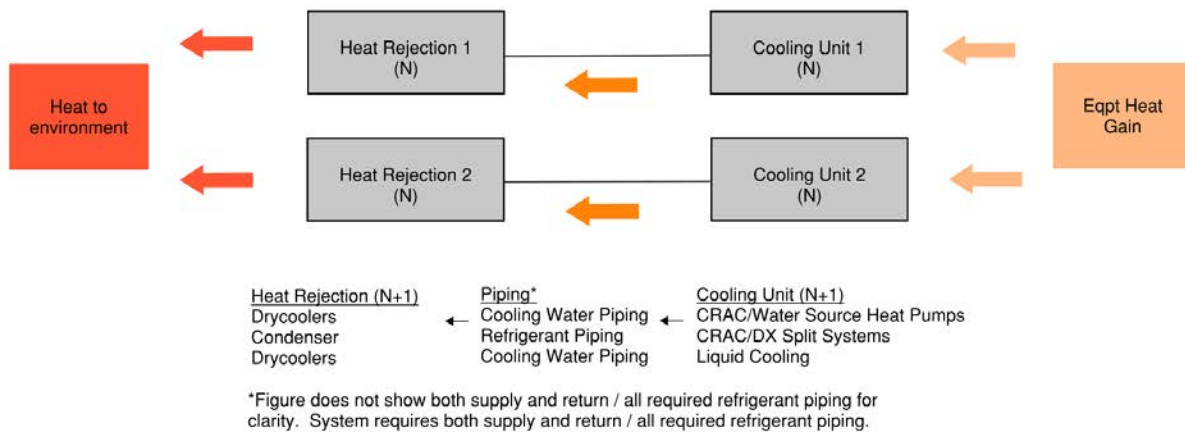 Heat Rejection 1
(N)
Cooling Unit 1
(N)
Heat to
environment
Eqpt Heat
Gain
Heat Rejection 2
(N)
Cooling Unit 2
(N)
Heat Rejection (N+1)
Drycoolers
Condenser
Drycoolers
Piping*
Cooling Water Piping
Refrigerant Piping
Cooling Water Piping
Cooling Unit (N+1)
CRAC/Water Source Heat Pumps
CRAC/DX Split Systems
Liquid Cooling
*Figure does not show both supply and return / all required refrigerant piping for
clarity. System requires both supply and return / all required refrigerant piping.